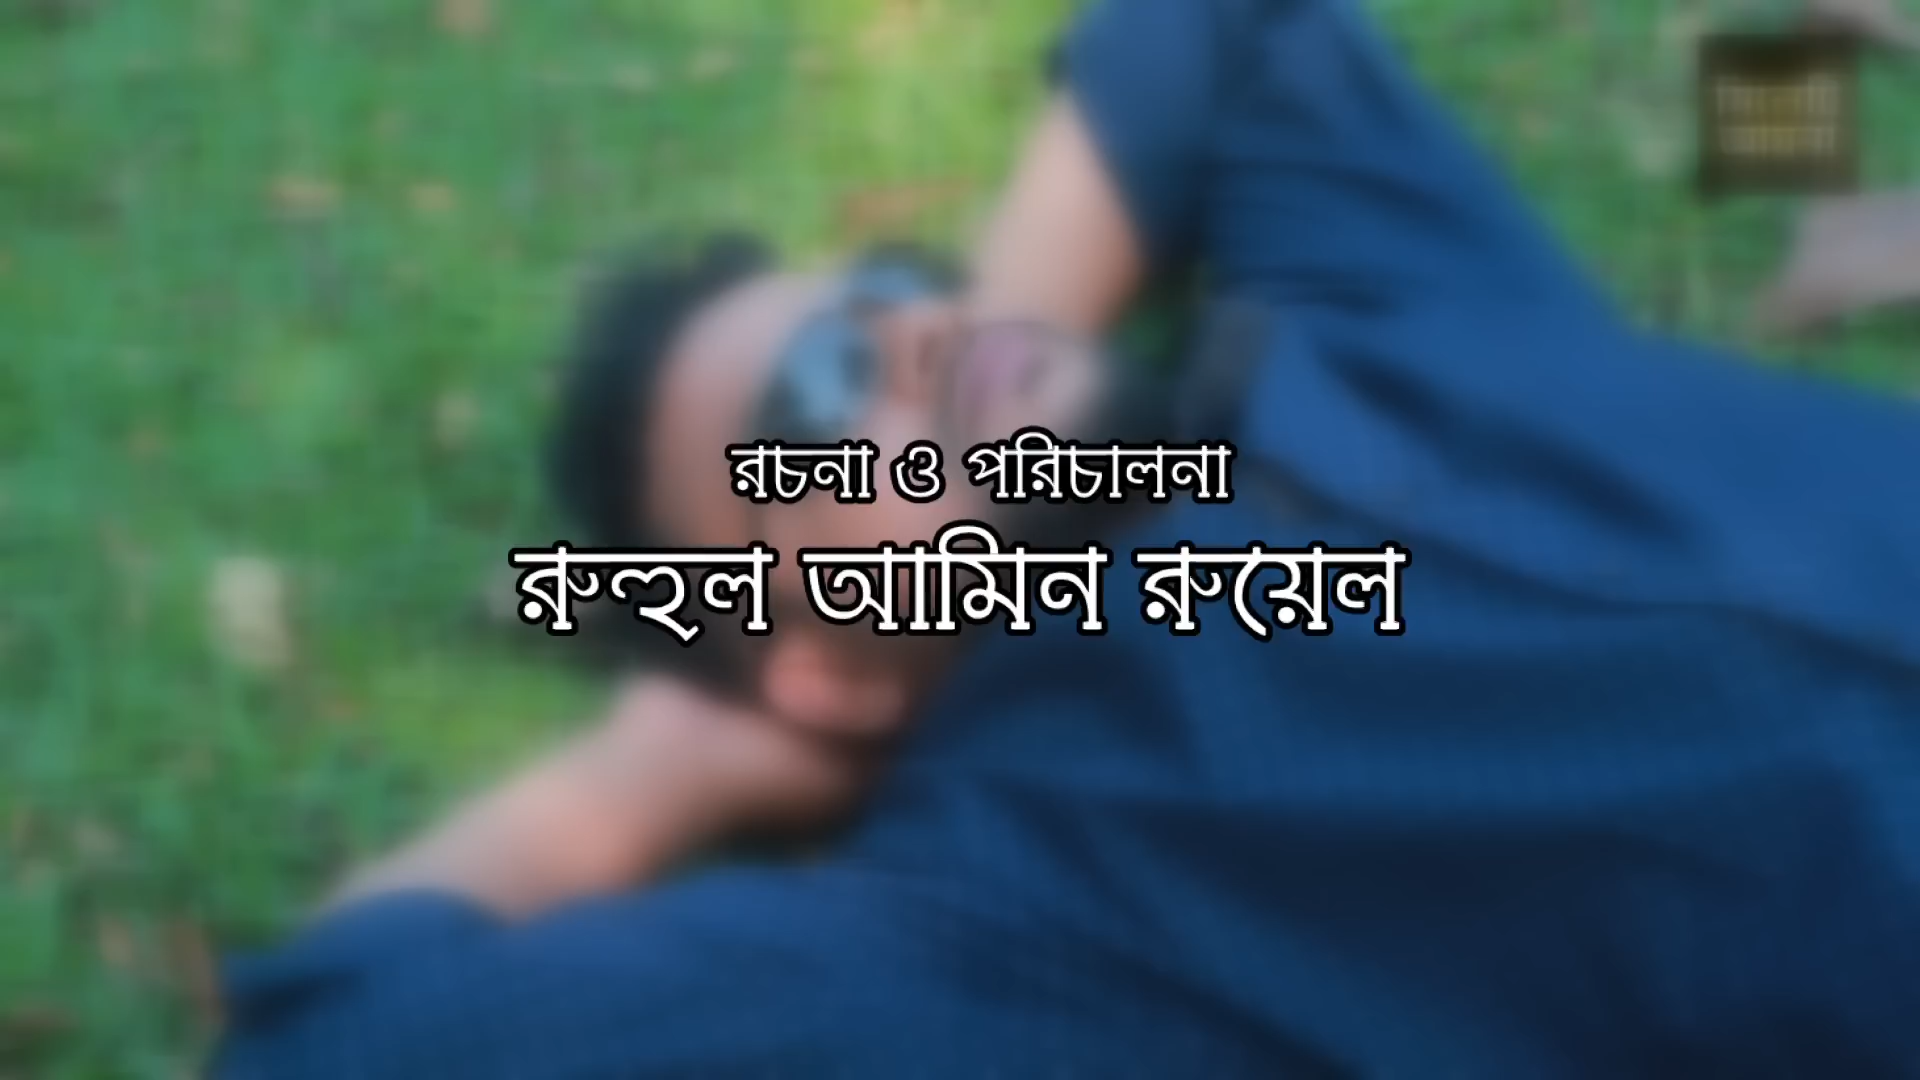 রচনা ও পরিচালনা
রুহুল আমিন রুয়েল